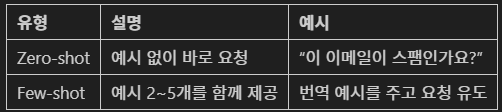 유형 설명 예시
Zero-shot 예시 없이 바로 요청 “이 이메일이 스팸인가요?”
Few-shot 예시 2~5개를 함께 제공 번역 예시를 주고 요청 유도